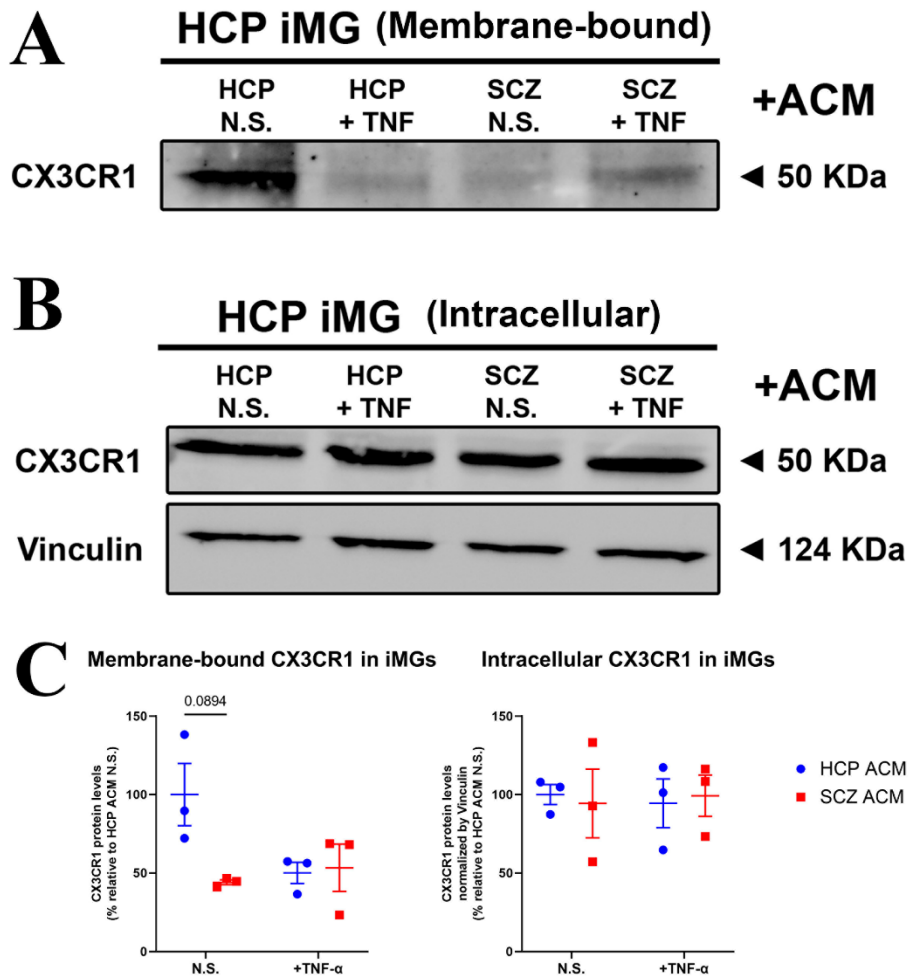 A
HCP iMG (Membrane-bound)
HCP N.S.
HCP + TNF
SCZ N.S.
SCZ + TNF
+ACM
CX3CR1
◄ 50 KDa
B
HCP iMG (Intracellular)
HCP N.S.
HCP + TNF
SCZ N.S.
SCZ + TNF
+ACM
CX3CR1
◄ 50 KDa
Vinculin
◄ 124 KDa
C
Membrane-bound CX3CR1 in iMGs
0.0894
150
100
50
0
CX3CR1 protein levels
(% relative to HCP ACM N.S.)
N.S.
+TNF-α
Intracellular CX3CR1 in iMGs
150
100
50
0
CX3CR1 protein levels
normalized by Vinculin
(% relative to HCP ACM N.S.)
N.S.
+TNF-α
HCP ACM
SCZ ACM